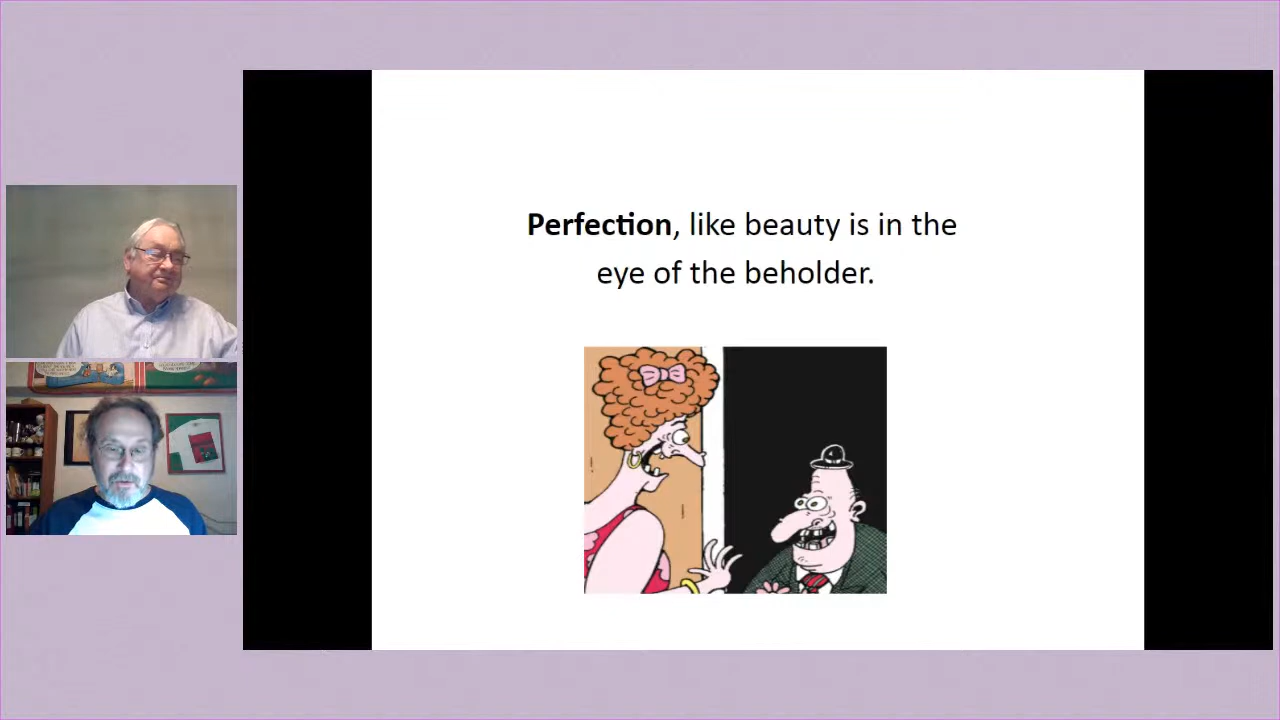 Perfection, like beauty is in the
eye of the beholder.